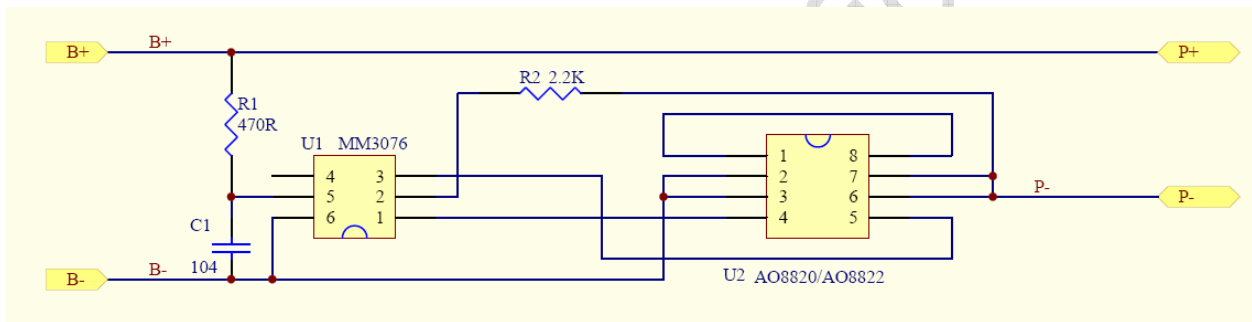 B+ B+ P+
R2 2.2K
R1
470R
U1 MM3076
4 3
5 2
6 1
1 8
2 7
3 6
4 5
P- P-
C1
104
B- B-
U2 AO8820/AO8822